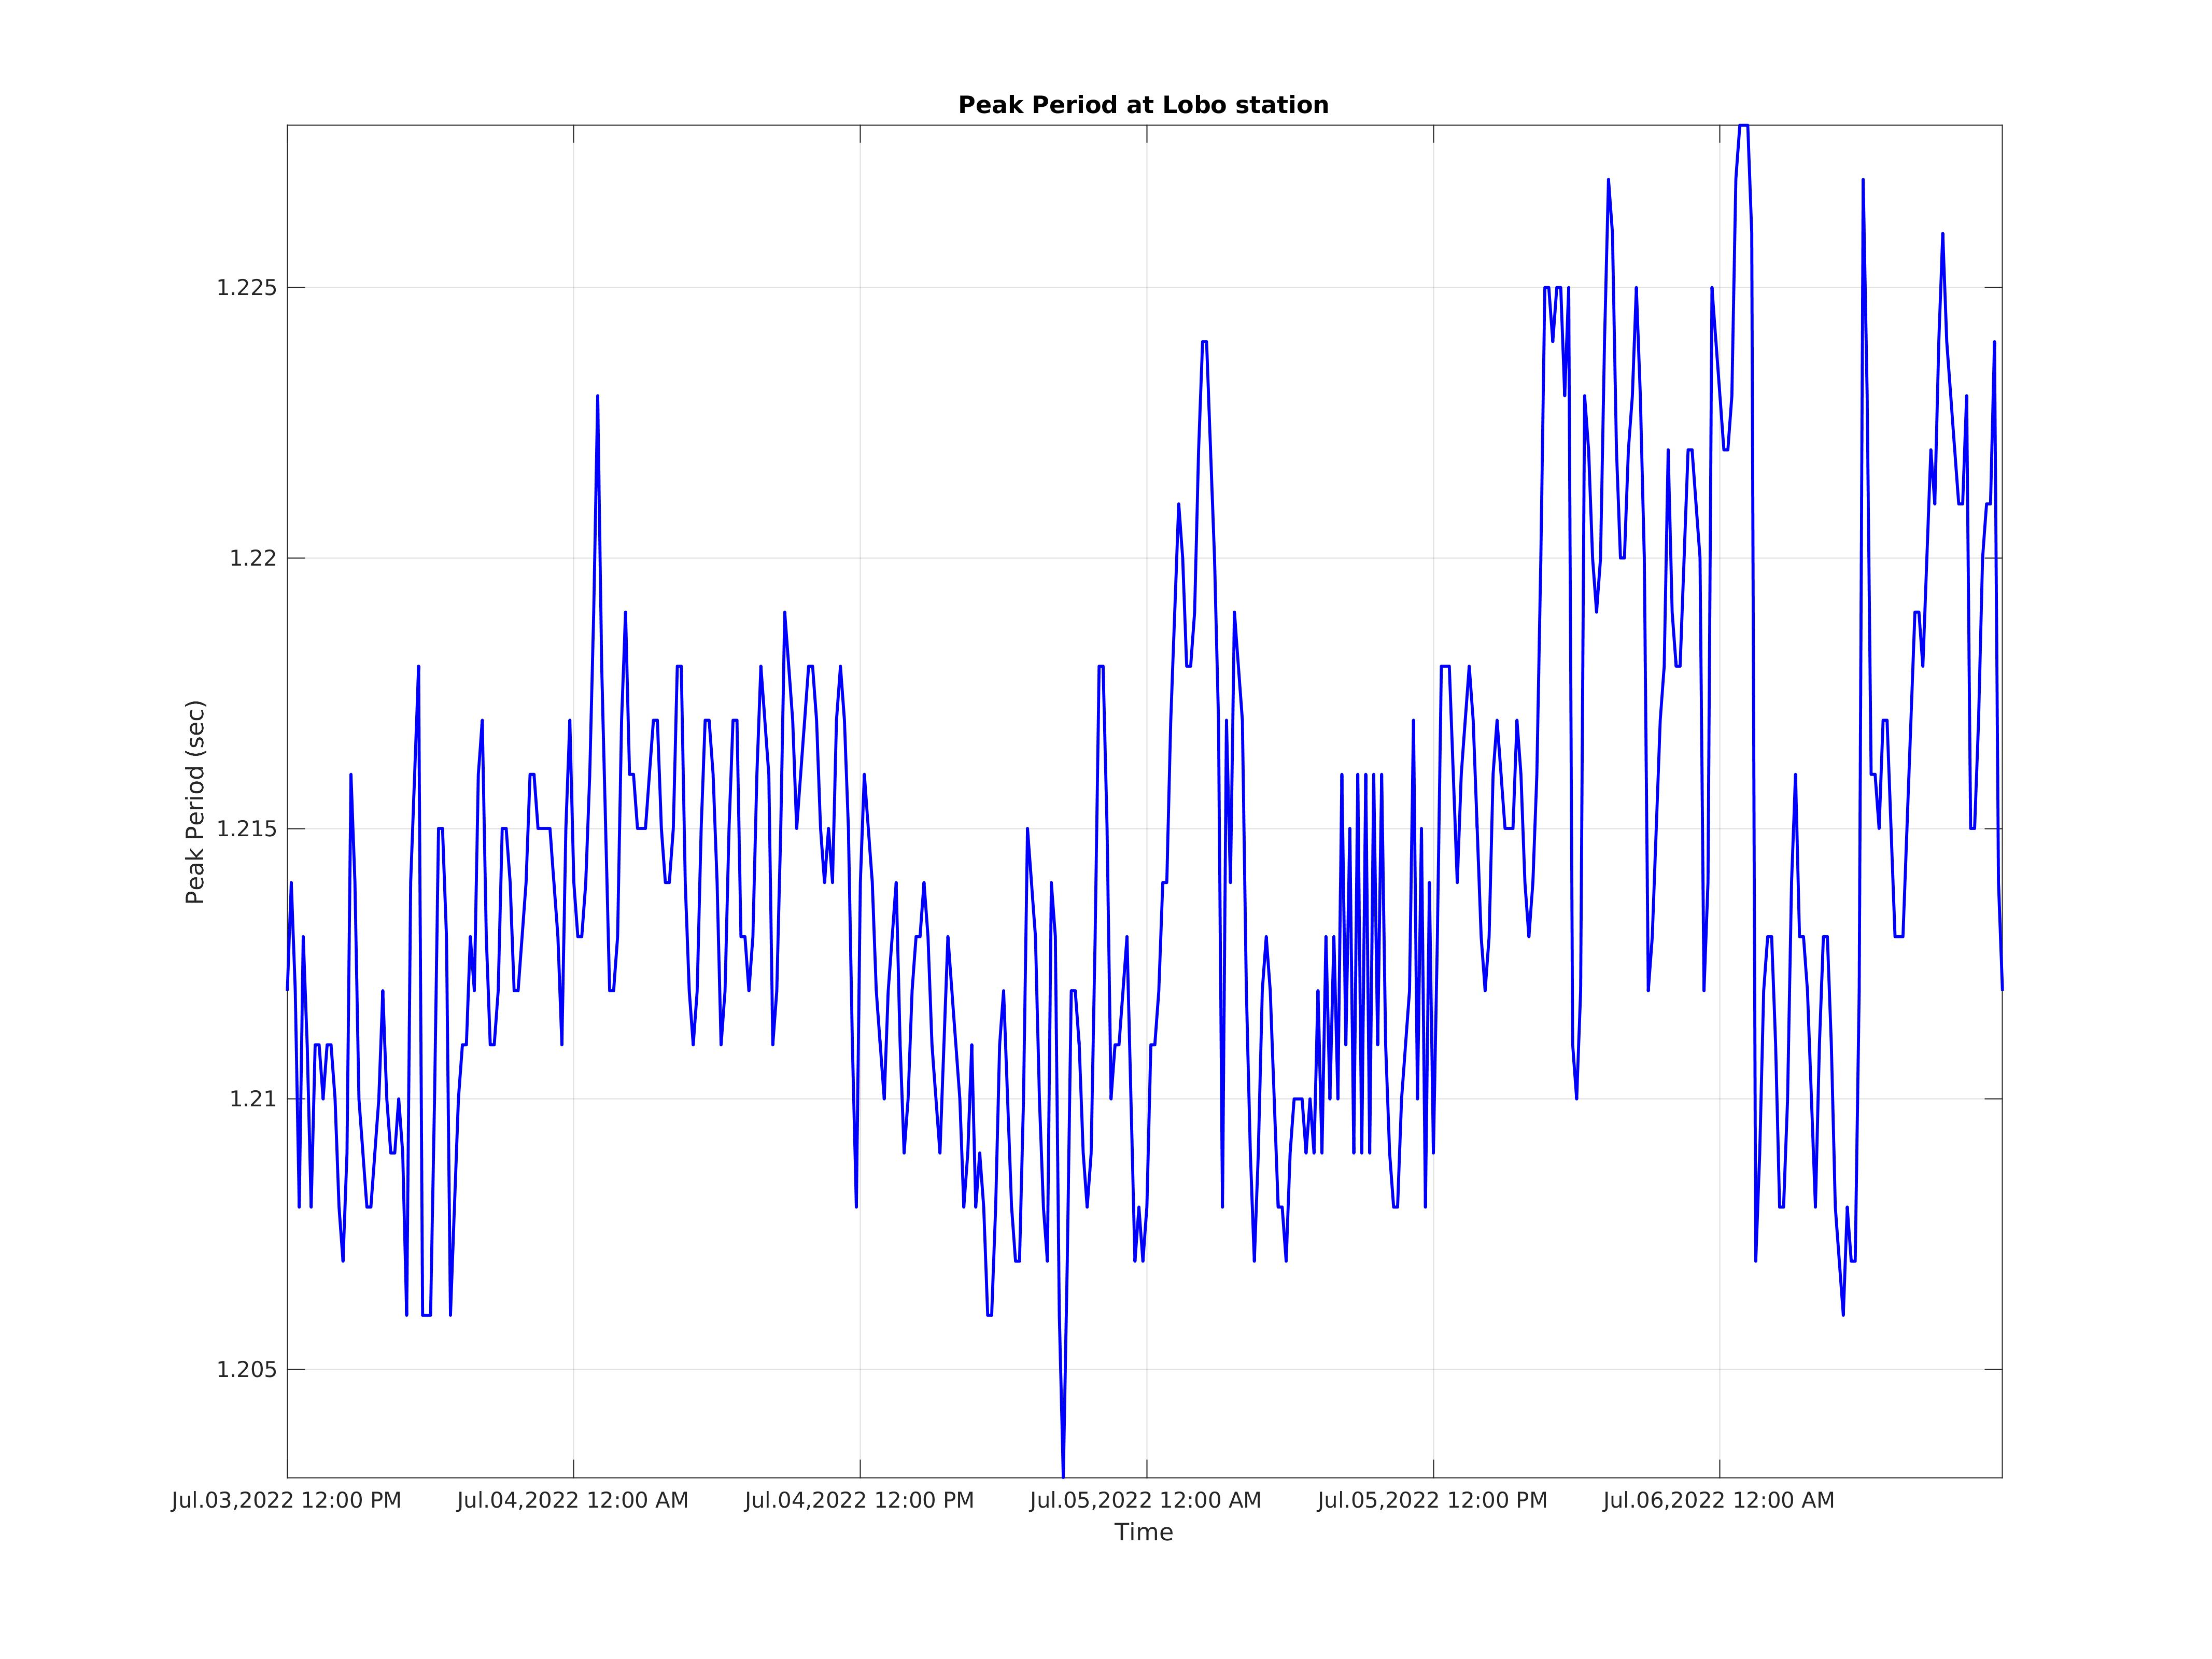 Peak Period at Lobo station
1.225
1.22
1.215
1.21
1.205
Peak Period (sec)
Jul.03,2022 12:00 PM
Jul.04,2022 12:00 AM
Jul.04,2022 12:00 PM
Jul.05,2022 12:00 AM
Jul.05,2022 12:00 PM
Jul.06,2022 12:00 AM
Time